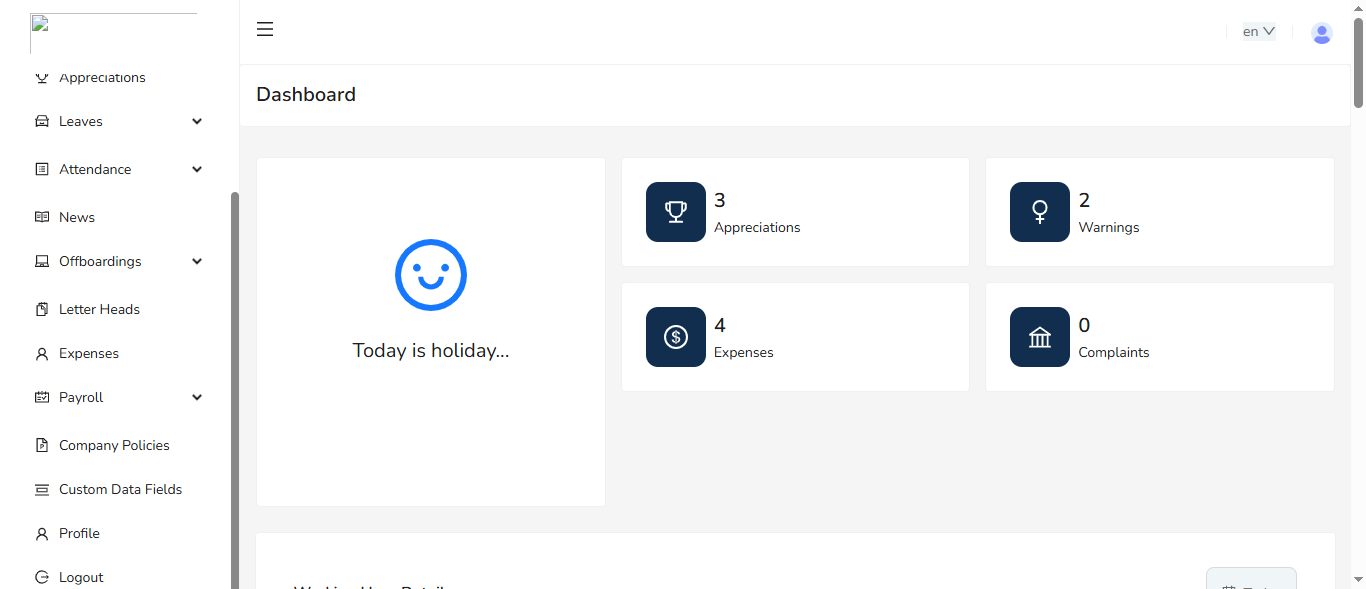 Appreciations
Leaves
Attendance
News
Offboardings
Letter Heads
Expenses
Payroll
Company Policies
Custom Data Fields
Profile
Logout
en
Dashboard
Today is holiday...
3
Appreciations
2
Warnings
4
Expenses
0
Complaints